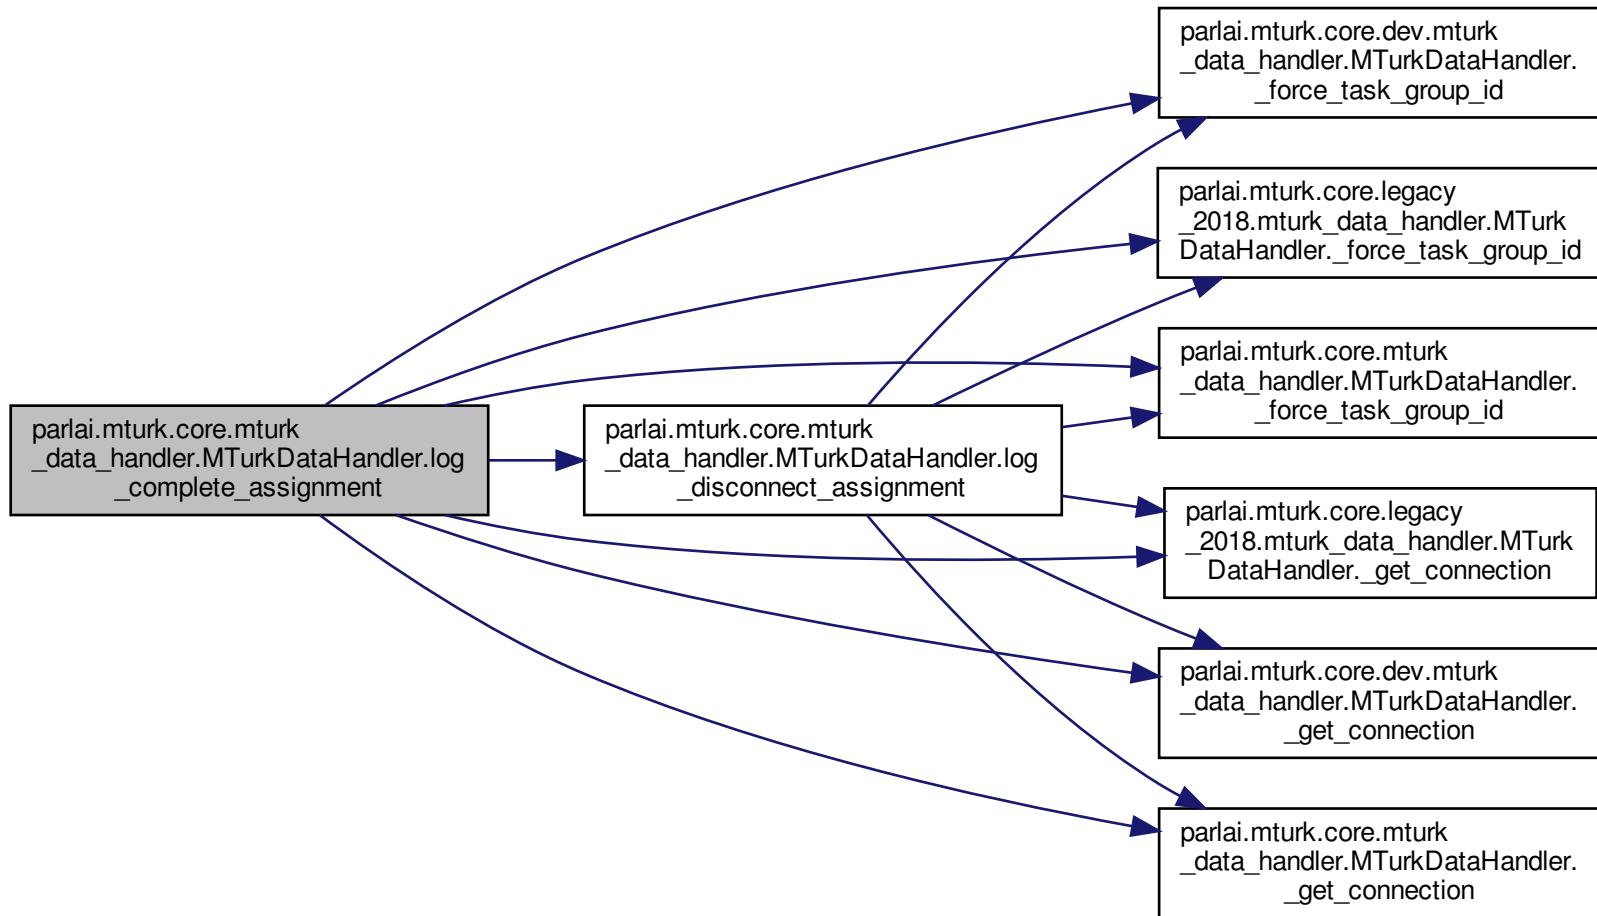 parlai.mturk.core.dev.mturk
_data_handler.MTurkDataHandler.
_force_task_group_id
parlai.mturk.core.legacy
_2018.mturk_data_handler.MTurk
DataHandler._force_task_group_id
parlai.mturk.core.mturk
_data_handler.MTurkDataHandler.
_force_task_group_id
parlai.mturk.core.mturk
_data_handler.MTurkDataHandler.log
_complete_assignment
parlai.mturk.core.mturk
_data_handler.MTurkDataHandler.log
_disconnect_assignment
parlai.mturk.core.legacy
_2018.mturk_data_handler.MTurk
DataHandler._get_connection
parlai.mturk.core.dev.mturk
_data_handler.MTurkDataHandler.
_get_connection
parlai.mturk.core.mturk
_data_handler.MTurkDataHandler.
_get_connection